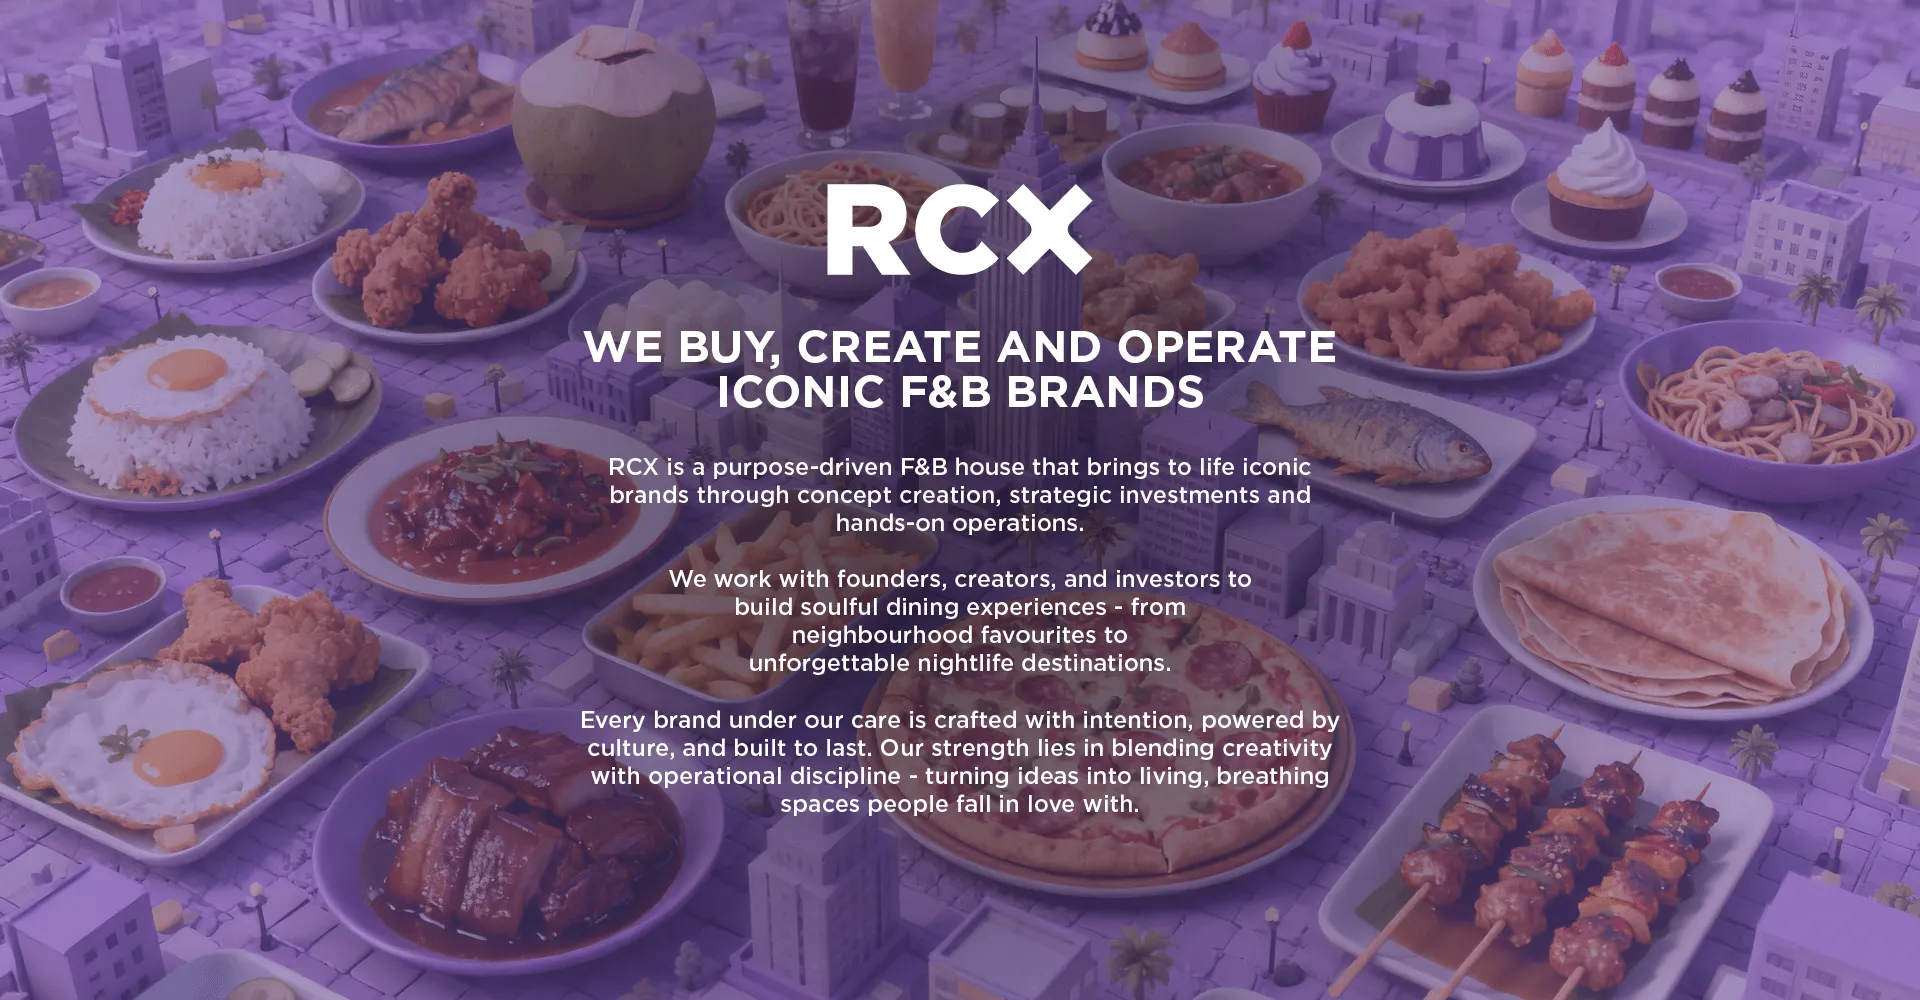 RCX
WE BUY, CREATE AND OPERATE
ICONIC F&B BRANDS
RCX is a purpose-driven F&B house that brings to life iconic
brands through concept creation, strategic investments and
hands-on operations.
We work with founders, creators, and investors to
build soulful dining experiences - from
neighbourhood favourites to
unforgettable nightlife destinations.
Every brand under our care is crafted with intention, powered by
culture, and built to last. Our strength lies in blending creativity
with operational discipline - turning ideas into living, breathing
spaces people fall in love with.